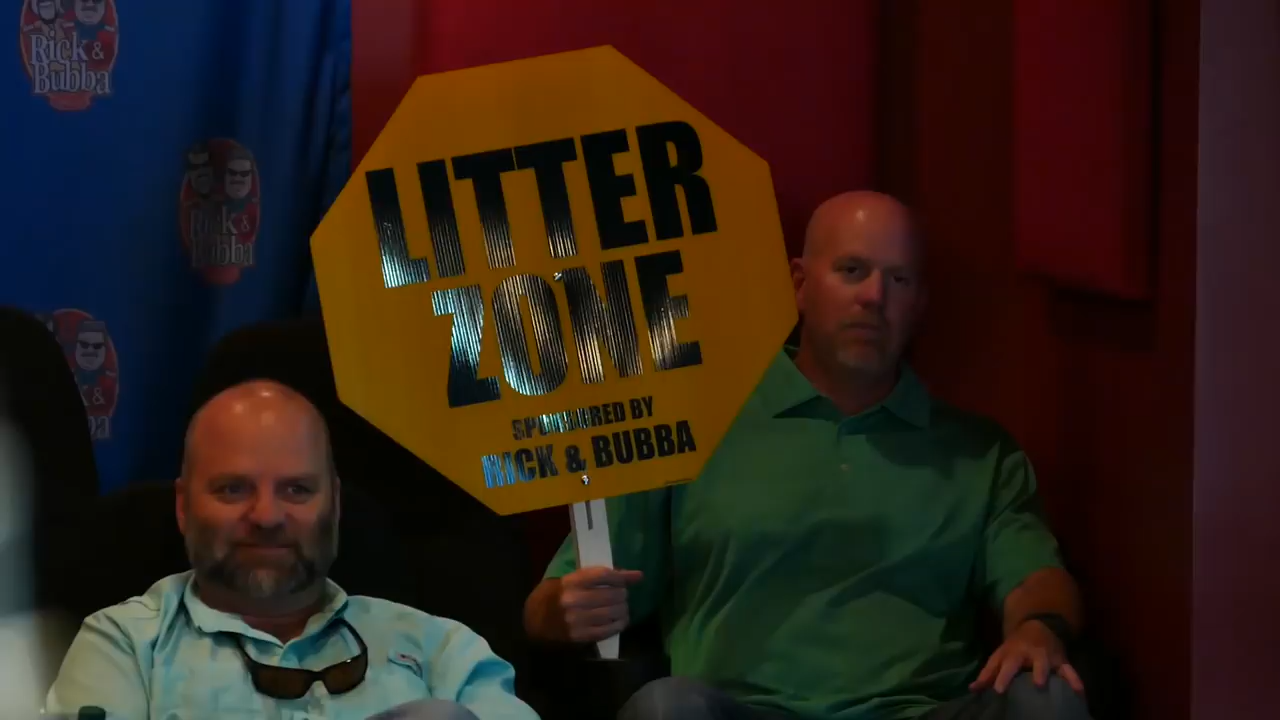 Rick &
Bubba
Rick &
Bubba
LITTER
ZONE
SPONSORED BY
RICK & BUBBA